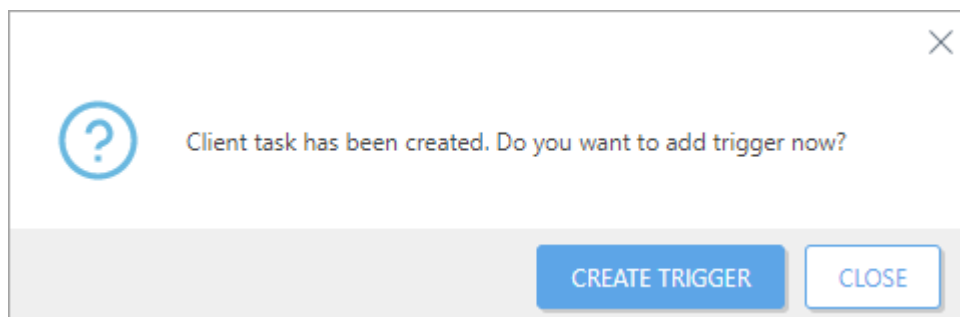 Client task has been created. Do you want to add trigger now?
CREATE TRIGGER
CLOSE